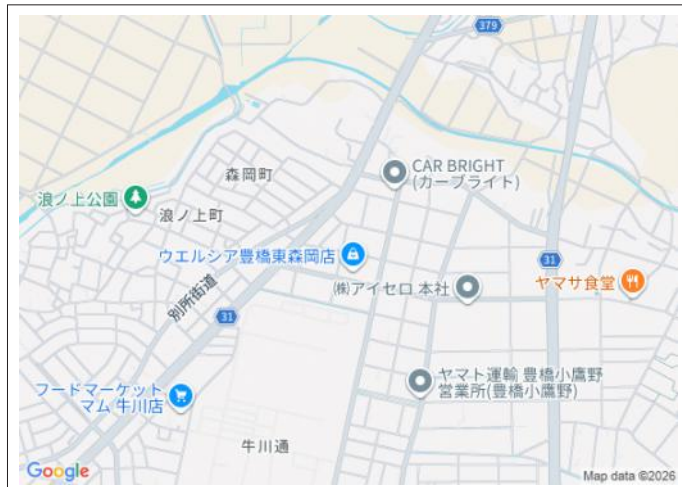 379
CAR BRIGHT
(カーブライト)
森岡町
浪ノ上公園
浪ノ上町
ウエルシア豊橋東森岡店
31
㈱アイセロ 本社
ヤマサ食堂
別所街道
31
ヤマト運輸 豊橋小鷹野
営業所(豊橋小鷹野)
フードマーケット
マム 牛川店
牛川通
Google
Map data ©2026